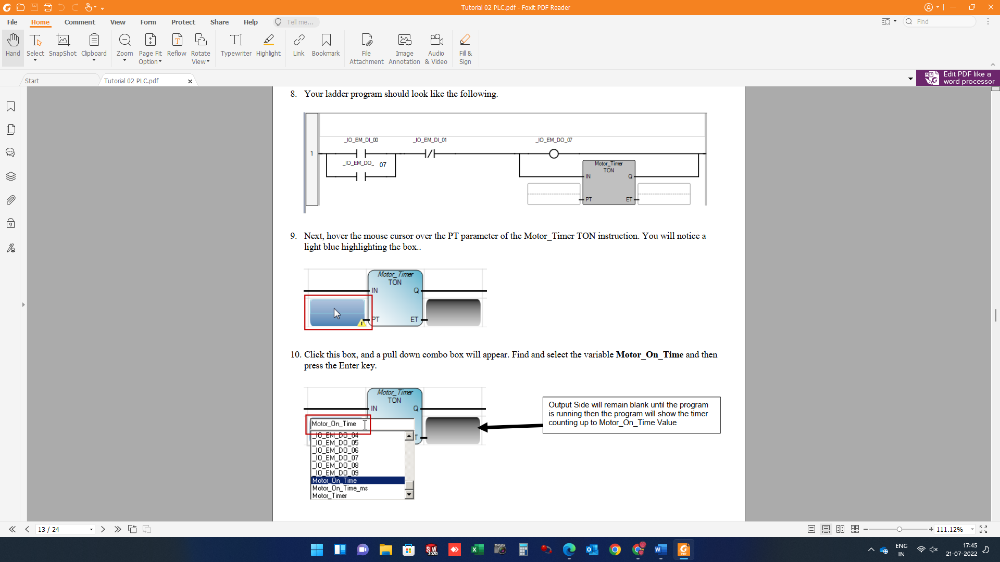 Tutorial 02 PLC.pdf - Foxit PDF Reader
File Home Comment View Form Protect Share Help Tell me... Find
Hand Select SnapShot Clipboard Zoom Page Fit Option Reflow Rotate View Typewriter Highlight Link Bookmark File Attachment Image Annotation Audio & Video Fill & Sign
Start Tutorial 02 PLC.pdf
Edit PDF like a
word processor
8. Your ladder program should look like the following.
_IO_EM_DI_00 _IO_EM_DI_01 _IO_EM_DO_07
1
_IO_EM_DO_ 07
Motor_Timer
TON
IN Q
PT ET
9. Next, hover the mouse cursor over the PT parameter of the Motor_Timer TON instruction. You will notice a
light blue highlighting the box..
Motor_Timer
TON
IN Q
PT ET
10. Click this box, and a pull down combo box will appear. Find and select the variable Motor_On_Time and then
press the Enter key.
Motor_Timer
TON
IN Q
Motor_On_Time
T
_IO_EM_DO_04
_IO_EM_DO_05
_IO_EM_DO_06
_IO_EM_DO_07
_IO_EM_DO_08
_IO_EM_DO_09
Motor_On_Time
Motor_On_Time_ms
Motor_Timer
Output Side will remain blank until the program
is running then the program will show the timer
counting up to Motor_On_Time Value
13 / 24
111.12%
SW
2020
ENG
IN
17:45
21-07-2022